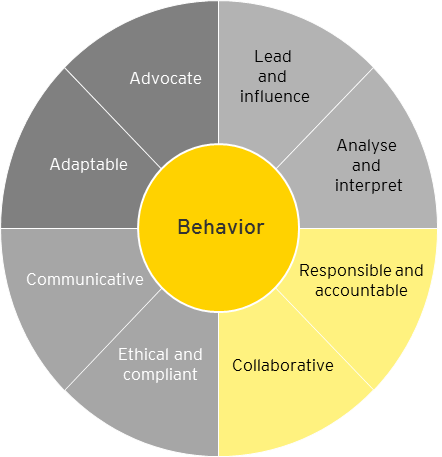 Lead
and
influence
Analyse
and
interpret
Responsible and
accountable
Collaborative
Ethical and
compliant
Communicative
Adaptable
Advocate
Behavior